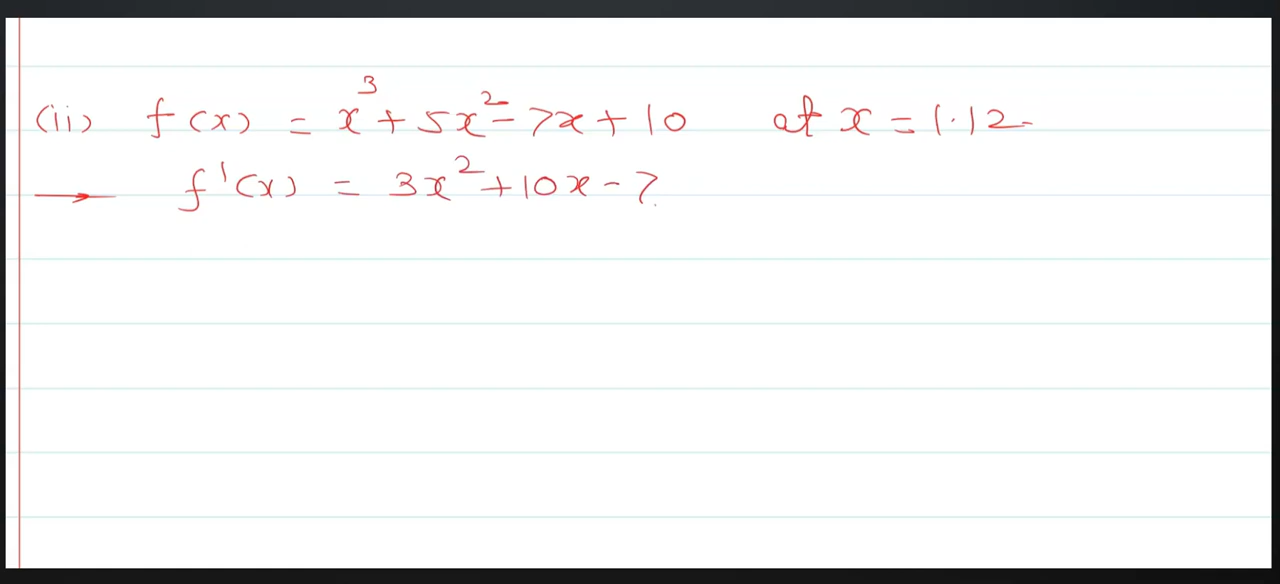 (ii) f(x) = x³ + 5x² - 7x + 10 at x = 1.12.
→ f'(x) = 3x² + 10x - 7.